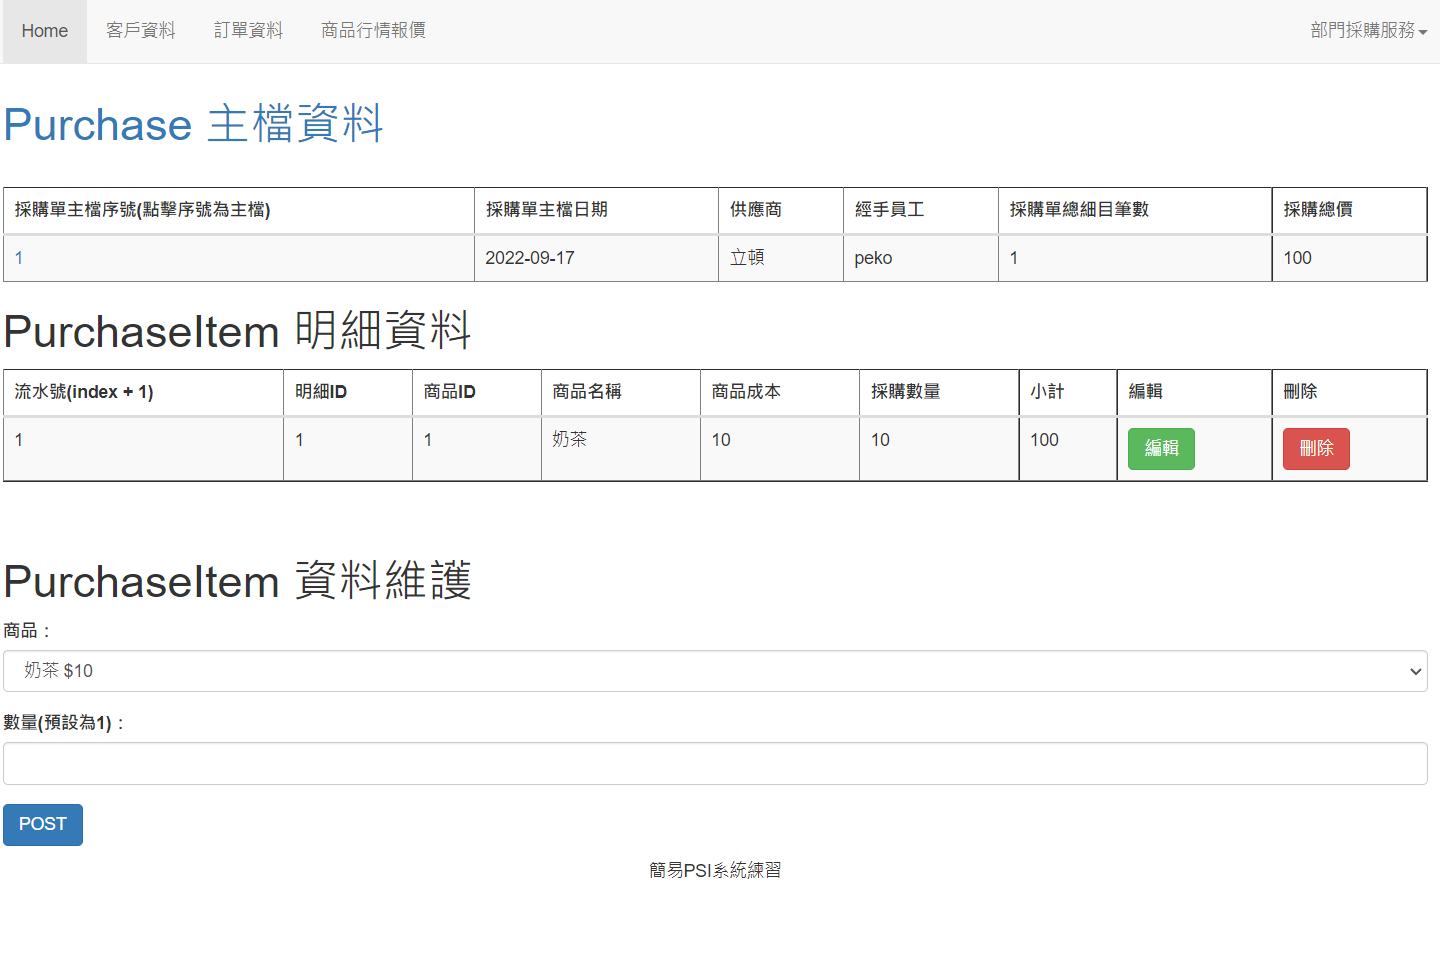 Home 客戶資料 訂單資料 商品行情報價 部門採購服務
Purchase 主檔資料
採購單主檔序號(點擊序號為主檔) 採購單主檔日期 供應商 經手員工 採購單總細目筆數 採購總價
1 2022-09-17 立頓 peko 1 100
PurchaseItem 明細資料
流水號(index + 1) 明細ID 商品ID 商品名稱 商品成本 採購數量 小計 編輯 刪除
1 1 1 奶茶 10 10 100 編輯 刪除
PurchaseItem 資料維護
商品：
奶茶 $10
數量(預設為1)：
POST
簡易PSI系統練習